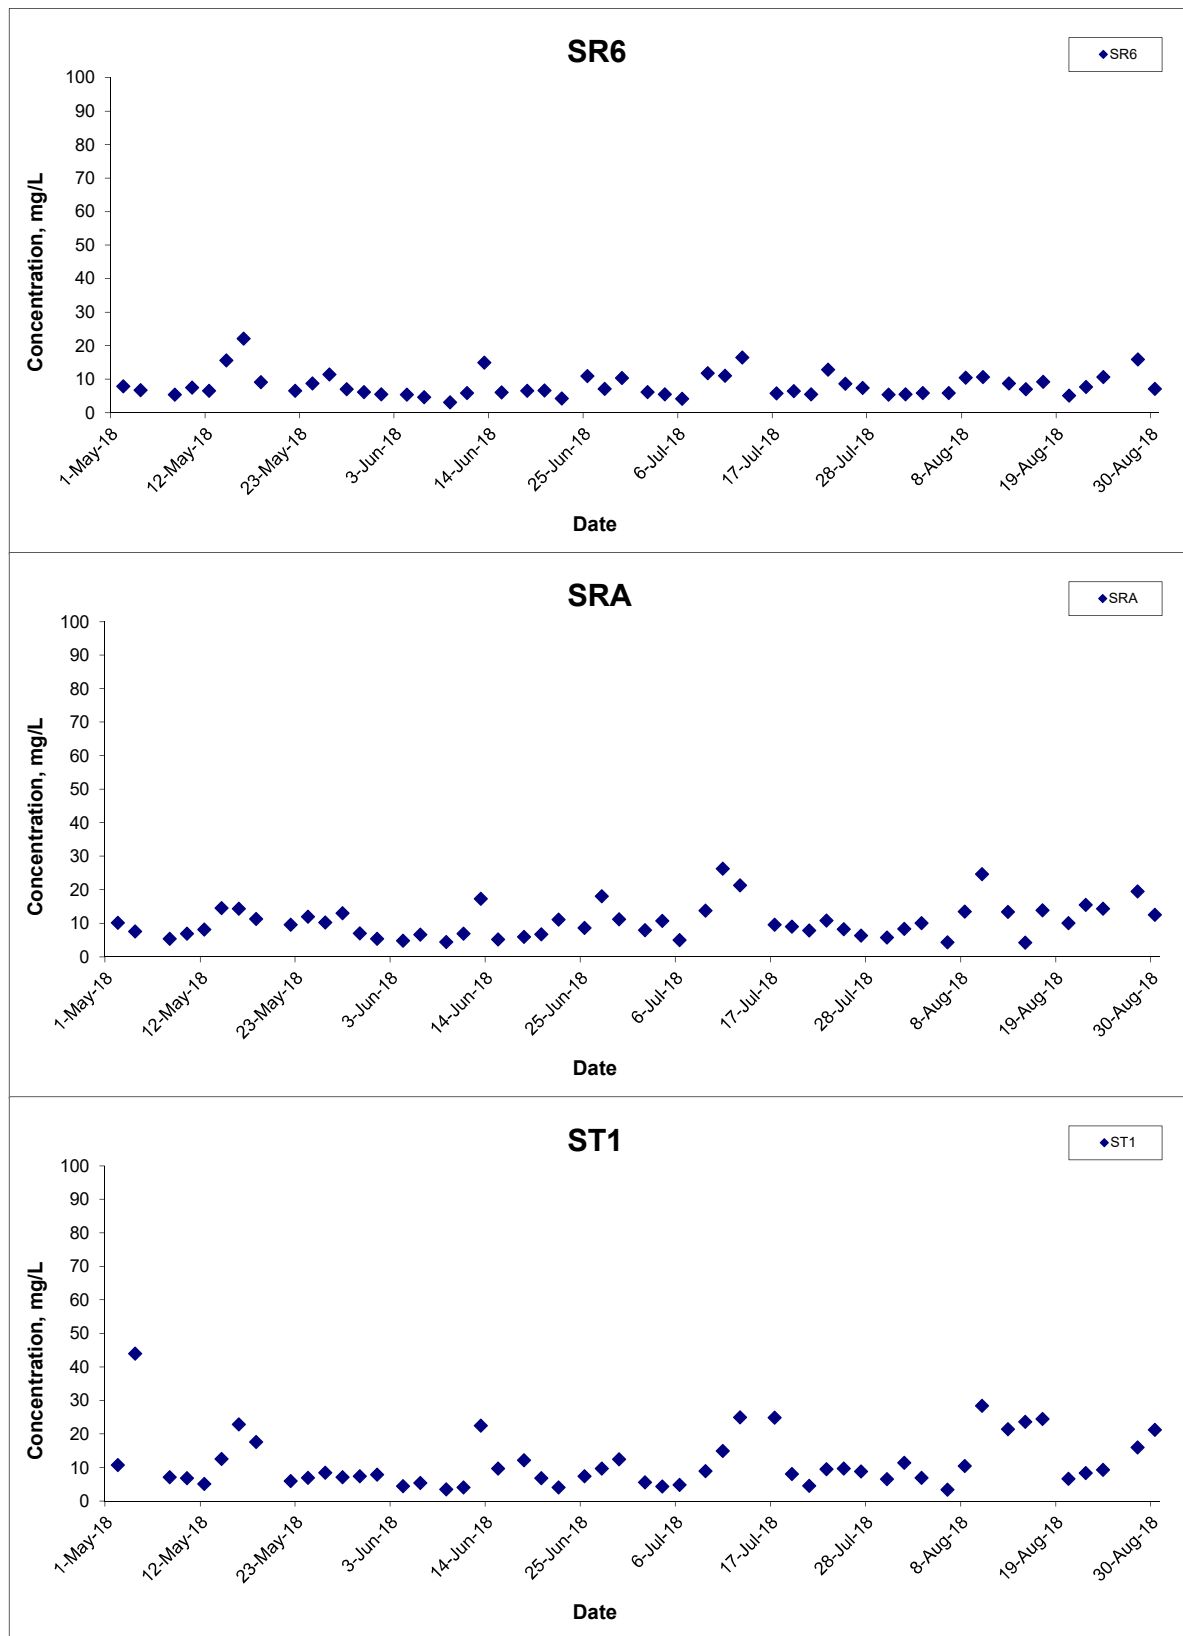 SR6
SR6
100
90
80
70
60
50
40
30
20
10
0
Concentration, mg/L
1-May-18
12-May-18
23-May-18
3-Jun-18
14-Jun-18
25-Jun-18
6-Jul-18
17-Jul-18
28-Jul-18
8-Aug-18
19-Aug-18
30-Aug-18
Date
SRA
SRA
100
90
80
70
60
50
40
30
20
10
0
Concentration, mg/L
1-May-18
12-May-18
23-May-18
3-Jun-18
14-Jun-18
25-Jun-18
6-Jul-18
17-Jul-18
28-Jul-18
8-Aug-18
19-Aug-18
30-Aug-18
Date
ST1
ST1
100
90
80
70
60
50
40
30
20
10
0
Concentration, mg/L
1-May-18
12-May-18
23-May-18
3-Jun-18
14-Jun-18
25-Jun-18
6-Jul-18
17-Jul-18
28-Jul-18
8-Aug-18
19-Aug-18
30-Aug-18
Date